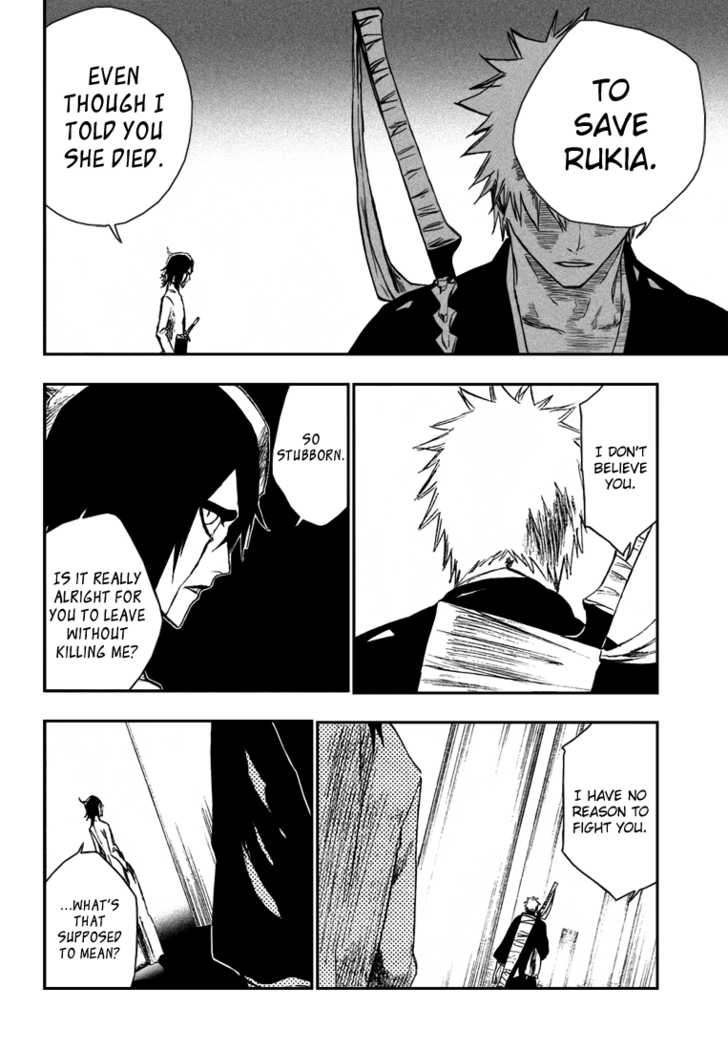 TO
SAVE
RUKIA.
EVEN
THOUGH I
TOLD YOU
SHE DIED.
I DON'T
BELIEVE
YOU.
SO
STUBBORN.
IS IT REALLY
ALRIGHT FOR
YOU TO LEAVE
WITHOUT
KILLING ME?
I HAVE NO
REASON TO
FIGHT YOU.
...WHAT'S
THAT
SUPPOSED
TO MEAN?